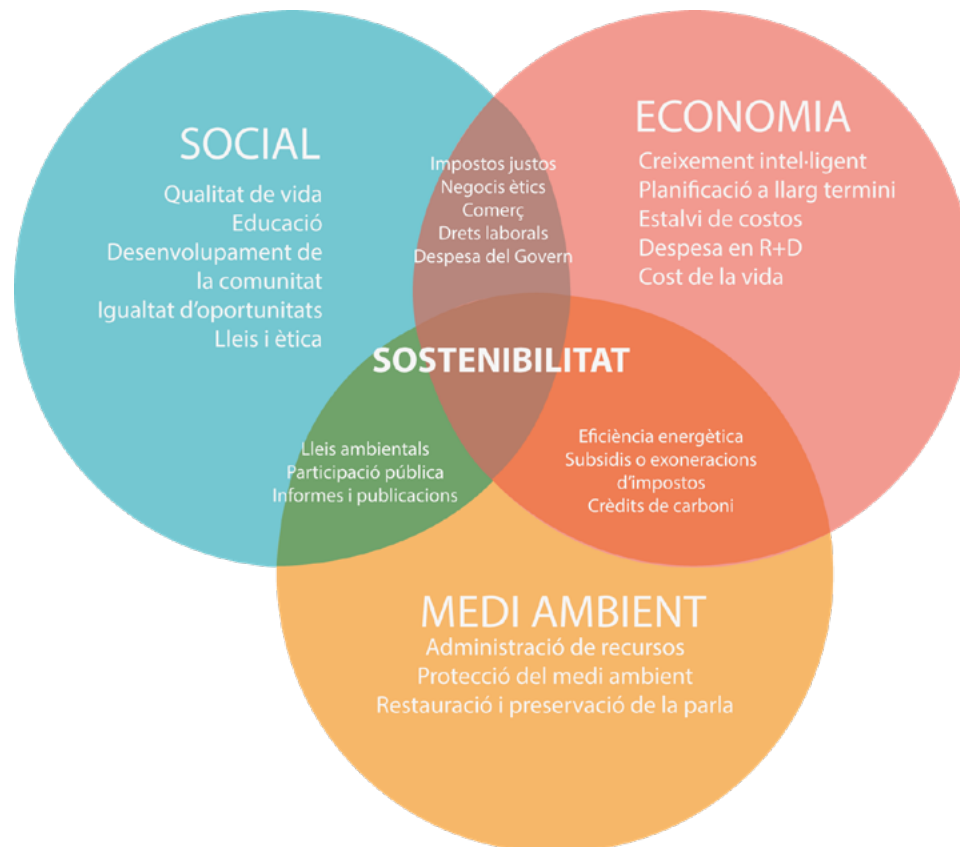 SOCIAL
Qualitat de vida
Educació
Desenvolupament de
la comunitat
Igualtat d'oportunitats
Lleis i ètica
Impostos justos
Negocis ètics
Comerç
Drets laborals
Despesa del Govern
ECONOMIA
Creixement intel·ligent
Planificació a llarg termini
Estalvi de costos
Despesa en R+D
Cost de la vida
SOSTENIBILITAT
Lleis ambientals
Participació pública
Informes i publicacions
Eficiència energètica
Subsidis o exoneracions
d'impostos
Crèdits de carboni
MEDI AMBIENT
Administració de recursos
Protecció del medi ambient
Restauració i preservació de la parla